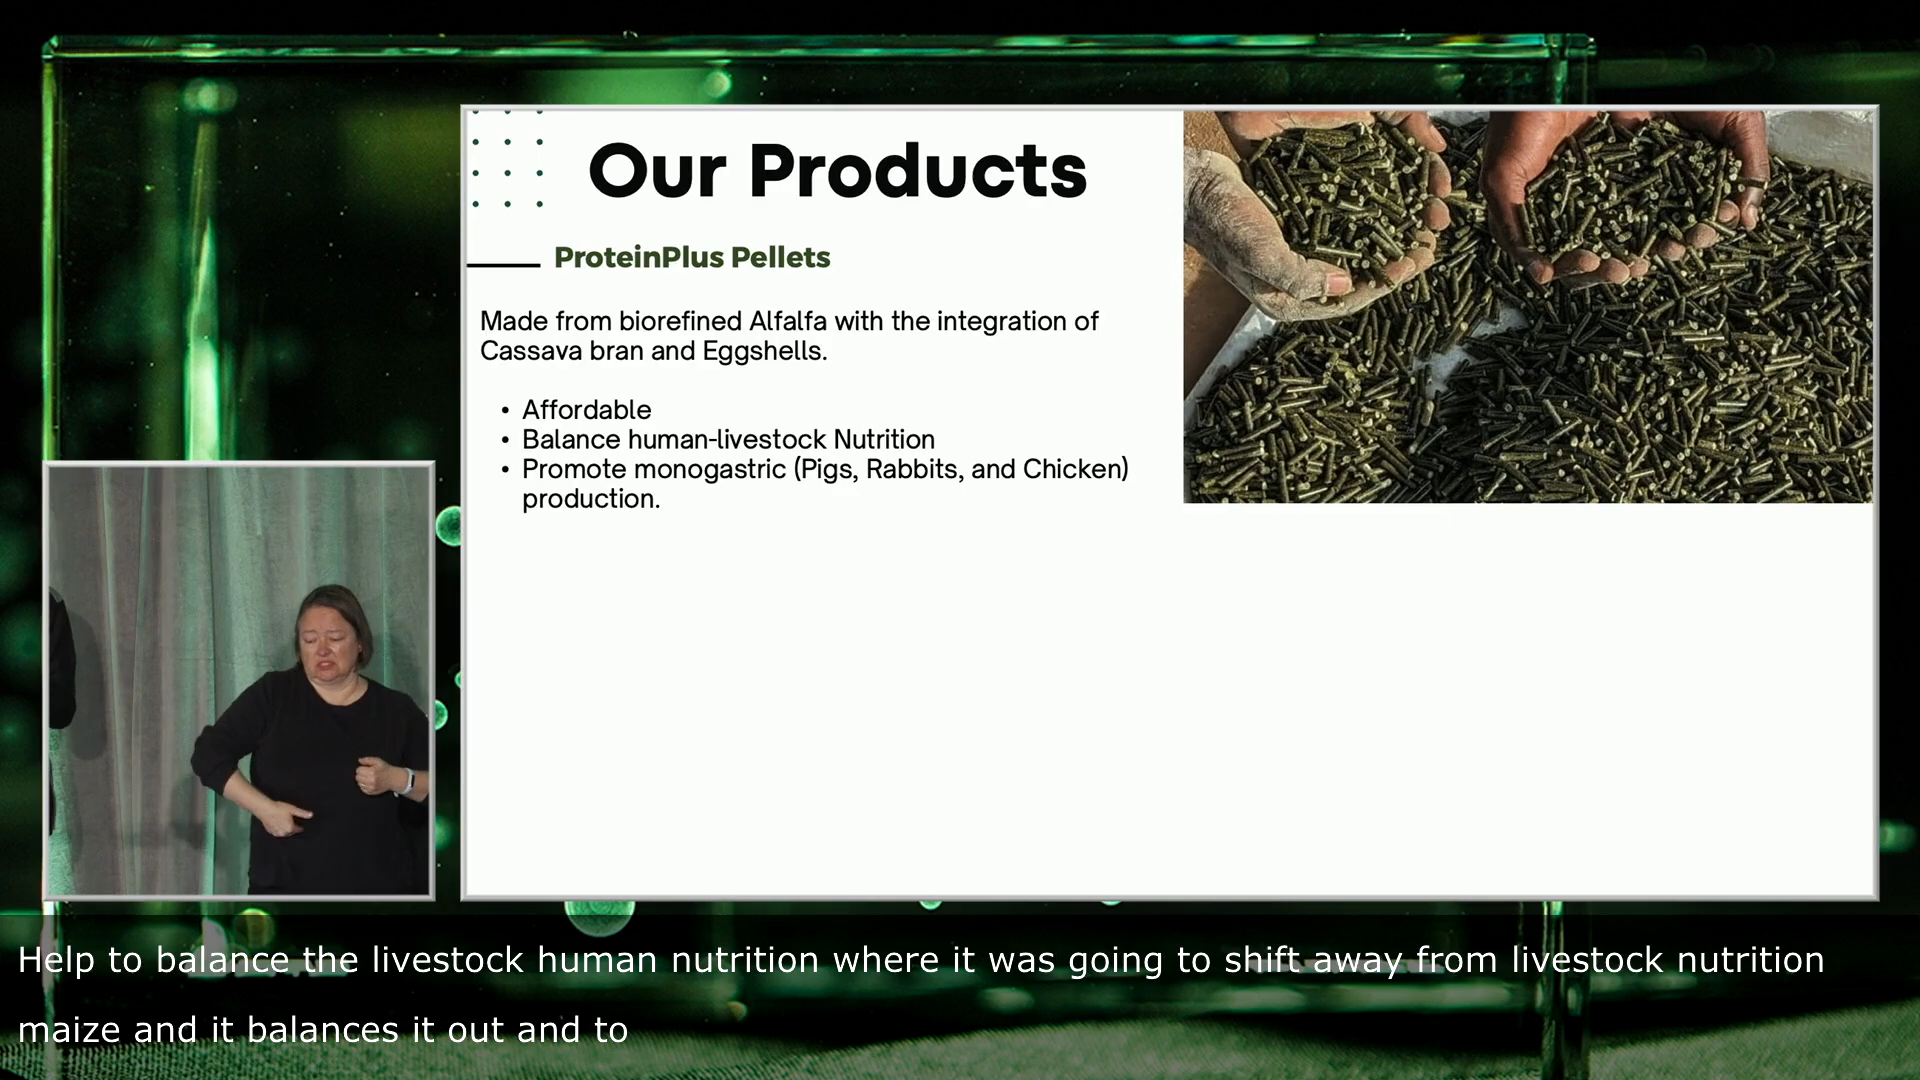 Our Products
ProteinPlus Pellets
Made from biorefined Alfalfa with the integration of
Cassava bran and Eggshells.
• Affordable
• Balance human-livestock Nutrition
• Promote monogastric (Pigs, Rabbits, and Chicken)
production.
Help to balance the livestock human nutrition where it was going to shift away from livestock nutrition
maize and it balances it out and to